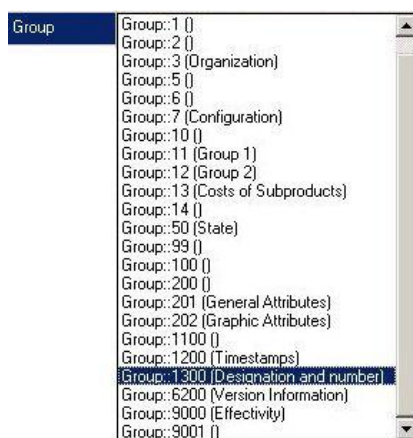 Group
Group::1 ()
Group::2 ()
Group::3 (Organization)
Group::5 ()
Group::6 ()
Group::7 (Configuration)
Group::10 ()
Group::11 (Group 1)
Group::12 (Group 2)
Group::13 (Costs of Subproducts)
Group::14 ()
Group::50 (State)
Group::99 ()
Group::100 ()
Group::200 ()
Group::201 (General Attributes)
Group::202 (Graphic Attributes)
Group::1100 ()
Group::1200 (Timestamps)
Group::1300 (Designation and number)
Group::6200 (Version Information)
Group::9000 (Effectivity)
Group::9001 ()